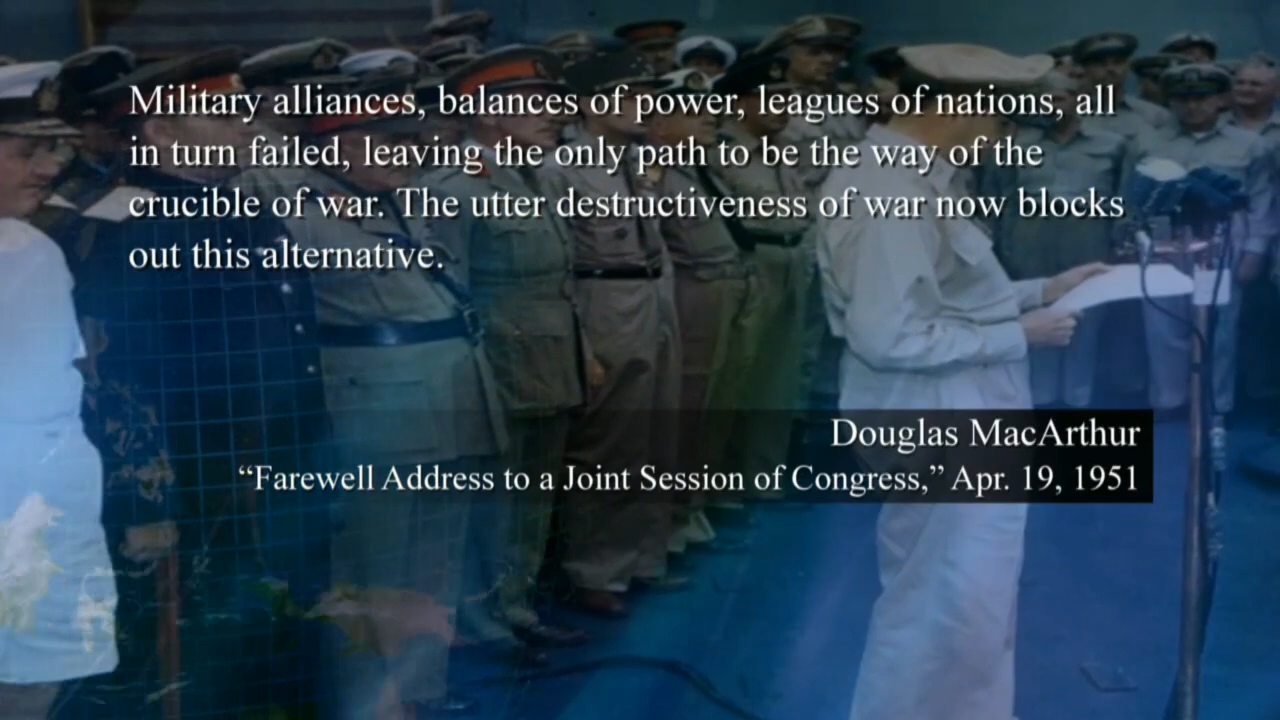 Military alliances, balances of power, leagues of nations, all
in turn failed, leaving the only path to be the way of the
crucible of war. The utter destructiveness of war now blocks
out this alternative.
Douglas MacArthur
“Farewell Address to a Joint Session of Congress,” Apr. 19, 1951